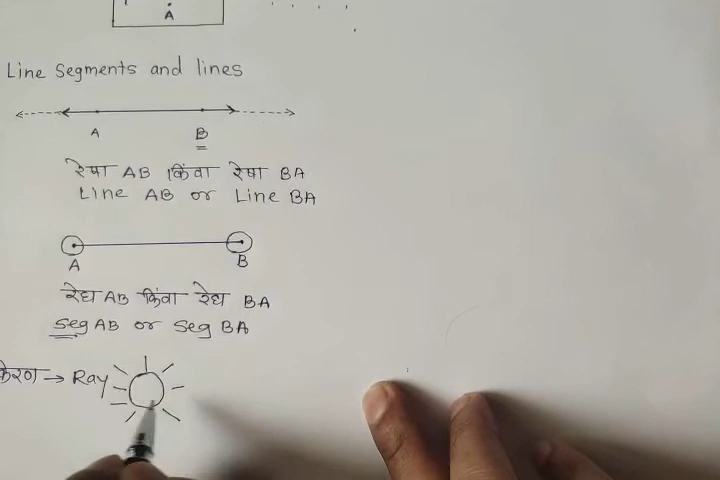 A
Line Segments and lines
A B
रेषा AB किंवा रेषा BA
Line AB or Line BA
A B
रेघ AB किंवा रेघ BA
seg AB or seg BA
किरण → Ray